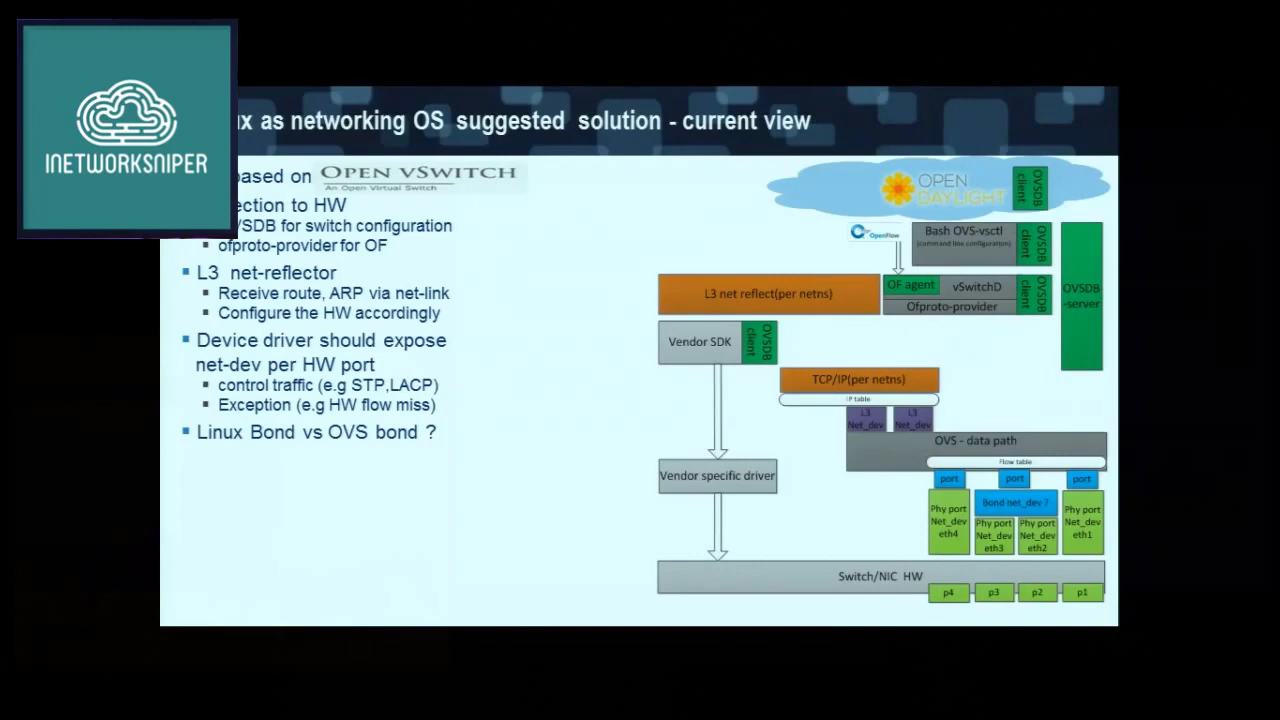 INETWORKSNIPER
as networking OS suggested solution - current view
based on OPEN VSWITCH
An Open Virtual Switch
to HW
for switch configuration
ofproto-provider for OF
L3 net-reflector
Receive route, ARP via net-link
Configure the HW accordingly
Device driver should expose
net-dev per HW port
control traffic (e.g STP,LACP)
Exception (e.g HW flow miss)
Linux Bond vs OVS bond ?
OPEN
DAYLIGHT
OVSDB
client
OpenFlow
Bash OVS-vsctl
(command line configuration)
OVSDB
client
OVSDB
-server
L3 net reflect(per netns)
OF agent
vSwitchD
Ofproto-provider
OVSDB
client
Vendor SDK
OVSDB
client
TCP/IP(per netns)
IP table
L3
Net_dev
L3
Net_dev
OVS - data path
Flow table
port
port
port
Vendor specific driver
Phy port
Net_dev
eth4
Bond net_dev ?
Phy port
Net_dev
eth3
Phy port
Net_dev
eth2
Phy port
Net_dev
eth1
Switch/NIC HW
p4
p3
p2
p1